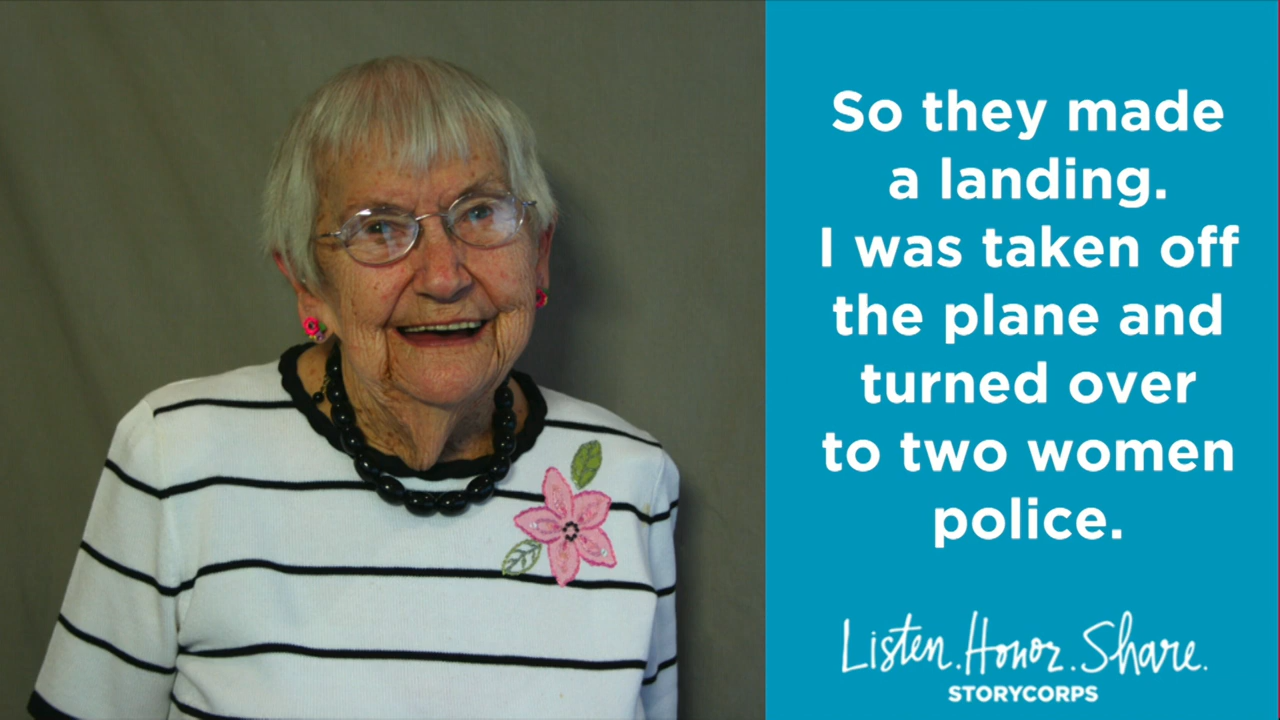 So they made
a landing.
I was taken off
the plane and
turned over
to two women
police.
Listen.Honor.Share.
STORYCORPS